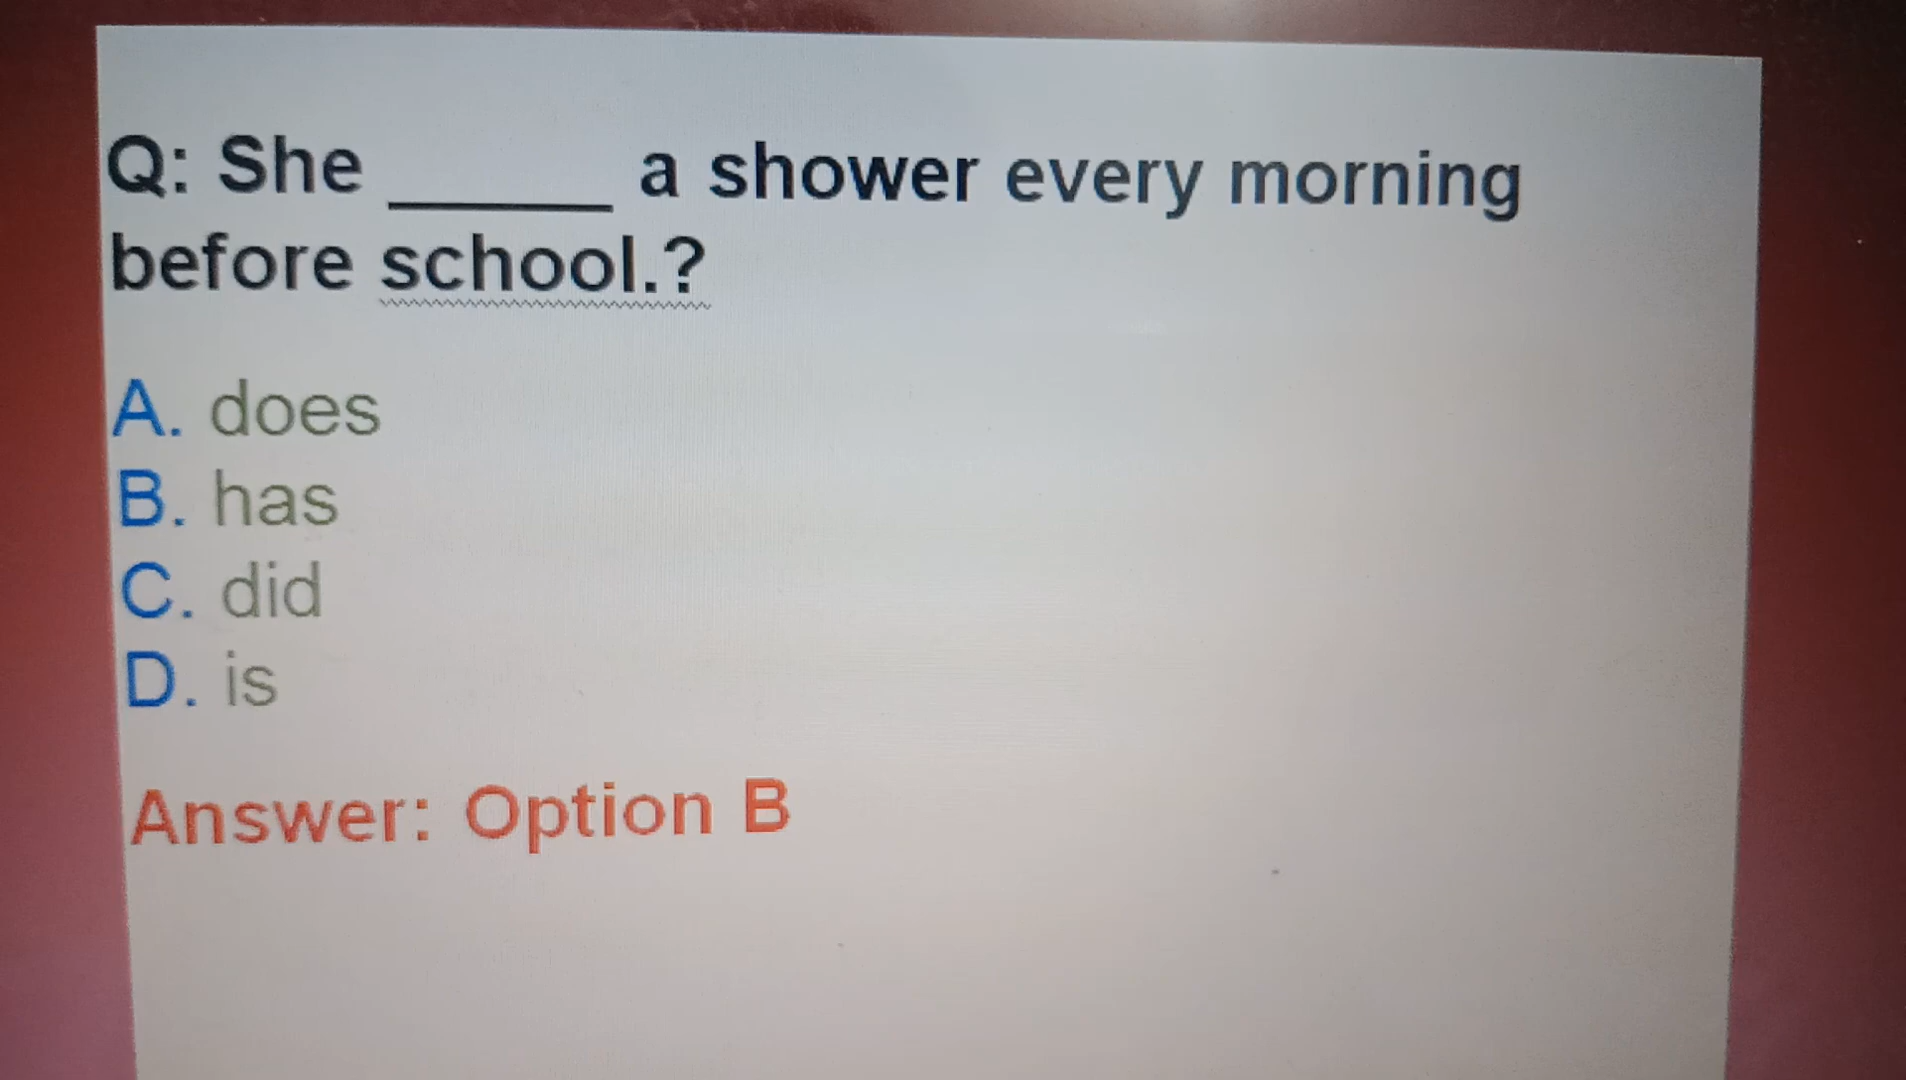 Q: She ______ a shower every morning
before school.?
A. does
B. has
C. did
D. is
Answer: Option B